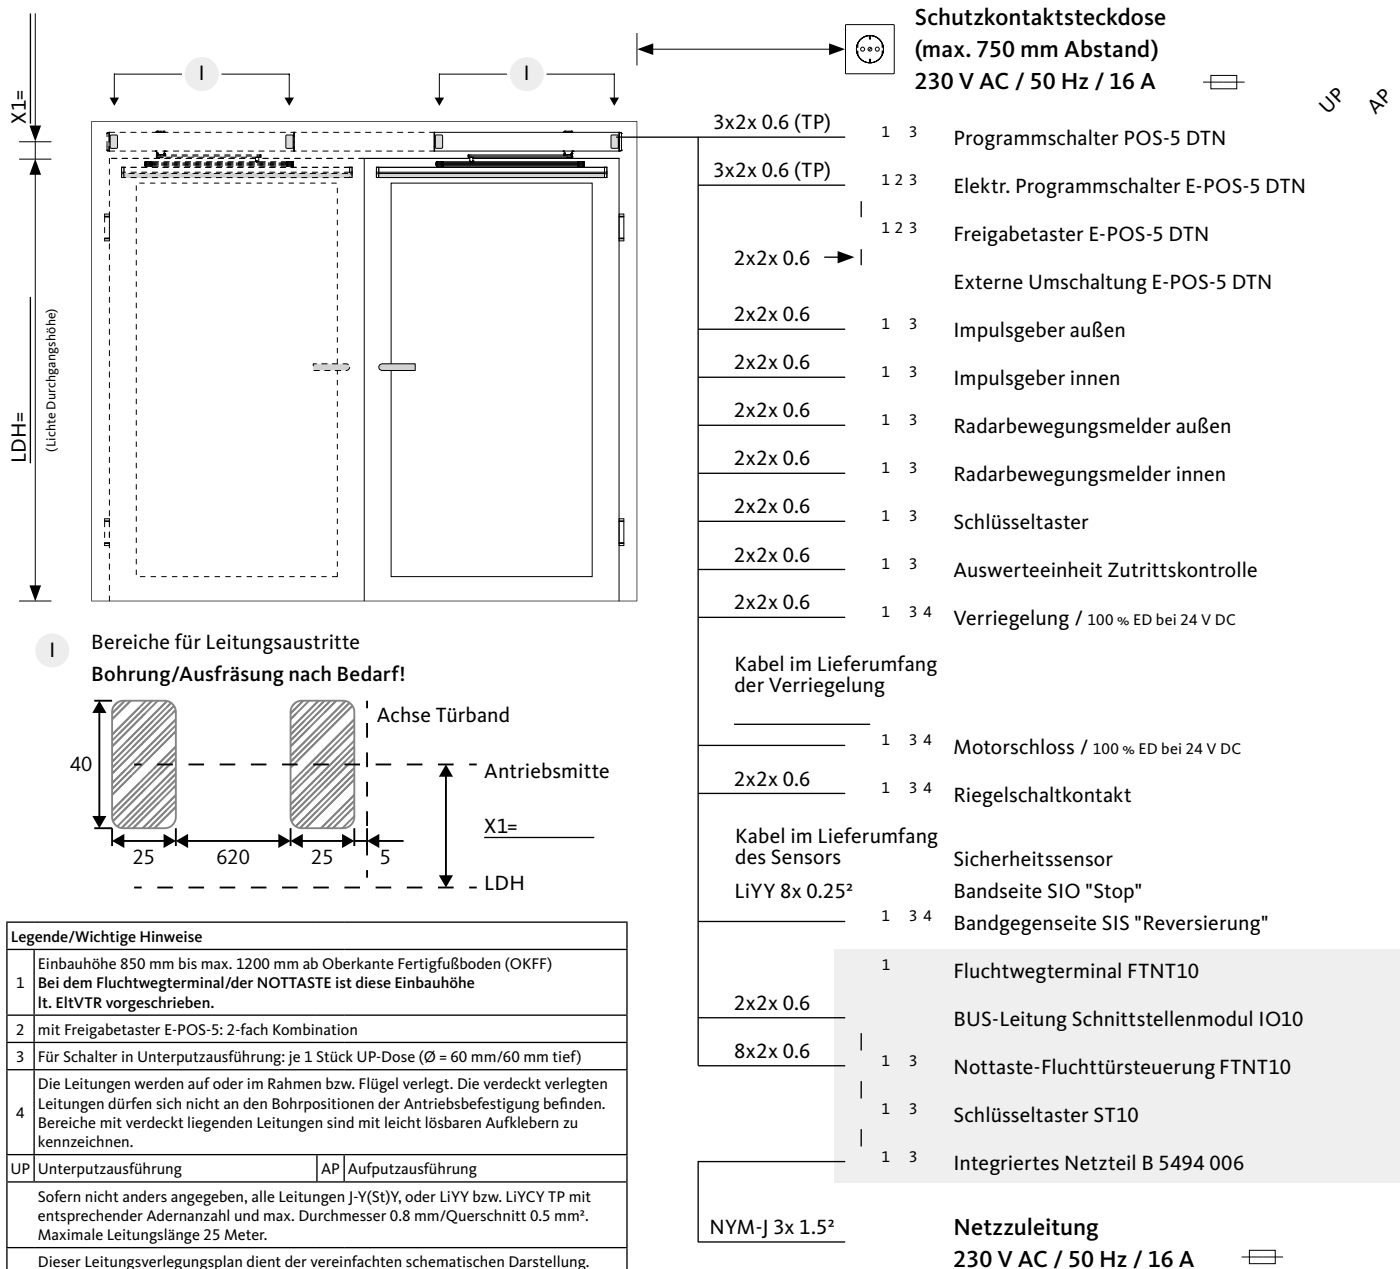 Schutzkontaktsteckdose
(max. 750 mm Abstand)
230 V AC / 50 Hz / 16 A
UP AP
X1=
I I
LDH=
(Lichte Durchgangshöhe)
3x2x 0.6 (TP) 1 3 Programmschalter POS-5 DTN
3x2x 0.6 (TP) 1 2 3 Elektr. Programmschalter E-POS-5 DTN
1 2 3 Freigabetaster E-POS-5 DTN
2x2x 0.6
Externe Umschaltung E-POS-5 DTN
2x2x 0.6 1 3 Impulsgeber außen
2x2x 0.6 1 3 Impulsgeber innen
2x2x 0.6 1 3 Radarbewegungsmelder außen
2x2x 0.6 1 3 Radarbewegungsmelder innen
2x2x 0.6 1 3 Schlüsseltaster
2x2x 0.6 1 3 Auswerteeinheit Zutrittskontrolle
2x2x 0.6 1 3 4 Verriegelung / 100 % ED bei 24 V DC
Kabel im Lieferumfang
der Verriegelung
1 3 4 Motorschloss / 100 % ED bei 24 V DC
2x2x 0.6 1 3 4 Riegelschaltkontakt
Kabel im Lieferumfang
des Sensors Sicherheitssensor
LiYY 8x 0.25² Bandseite SIO "Stop"
1 3 4 Bandgegenseite SIS "Reversierung"
1 Fluchtwegterminal FTNT10
2x2x 0.6 BUS-Leitung Schnittstellenmodul IO10
8x2x 0.6 1 3 Nottaste-Fluchttürsteuerung FTNT10
1 3 Schlüsseltaster ST10
1 3 Integriertes Netzteil B 5494 006
NYM-J 3x 1.5² Netzzuleitung
230 V AC / 50 Hz / 16 A
I Bereiche für Leitungsaustritte
Bohrung/Ausfräsung nach Bedarf!
Achse Türband
40
Antriebsmitte
X1=
25 620 25 5
LDH
Legende/Wichtige Hinweise
1 Einbauhöhe 850 mm bis max. 1200 mm ab Oberkante Fertigfußboden (OKFF)
Bei dem Fluchtwegterminal/der NOTTASTE ist diese Einbauhöhe
lt. EltVTR vorgeschrieben.
2 mit Freigabetaster E-POS-5: 2-fach Kombination
3 Für Schalter in Unterputzausführung: je 1 Stück UP-Dose (Ø = 60 mm/60 mm tief)
4 Die Leitungen werden auf oder im Rahmen bzw. Flügel verlegt. Die verdeckt verlegten
Leitungen dürfen sich nicht an den Bohrpositionen der Antriebsbefestigung befinden.
Bereiche mit verdeckt liegenden Leitungen sind mit leicht lösbaren Aufklebern zu
kennzeichnen.
UP Unterputzausführung AP Aufputzausführung
Sofern nicht anders angegeben, alle Leitungen J-Y(St)Y, oder LiYY bzw. LiYCY TP mit
entsprechender Adernanzahl und max. Durchmesser 0.8 mm/Querschnitt 0.5 mm².
Maximale Leitungslänge 25 Meter.
Dieser Leitungsverlegungsplan dient der vereinfachten schematischen Darstellung.